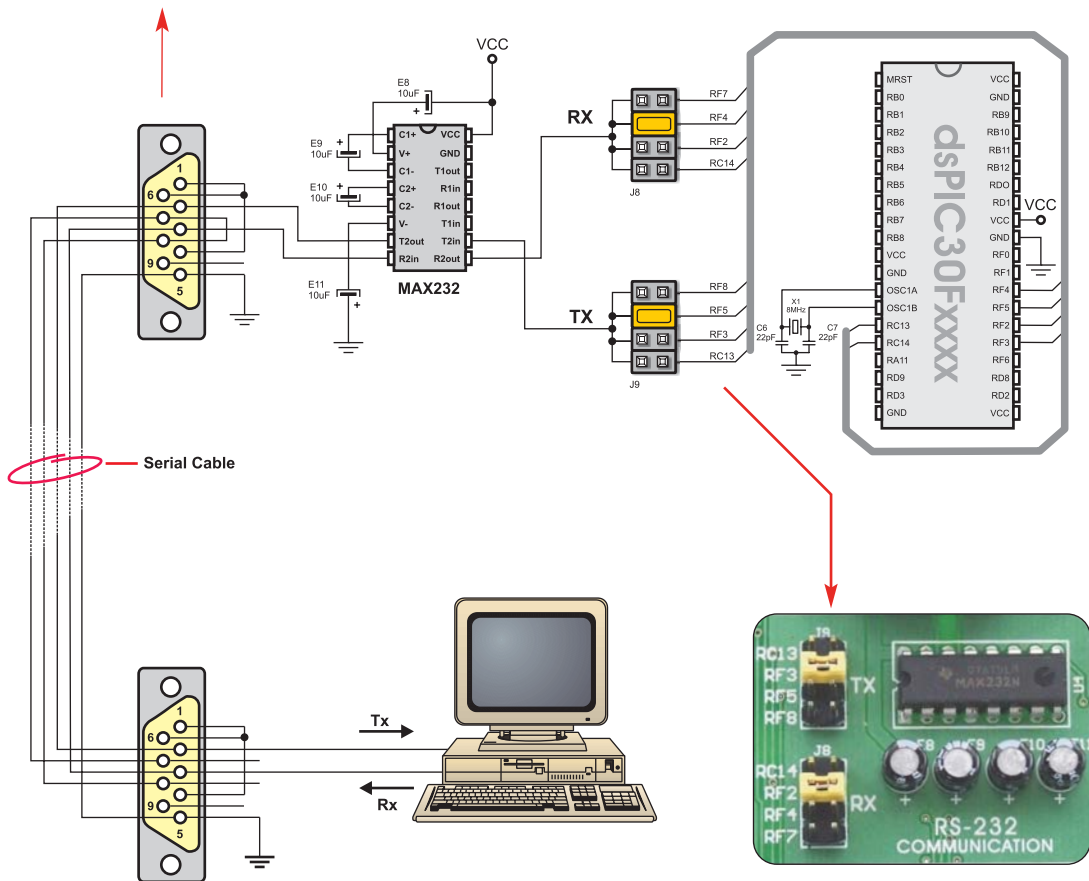 VCC
E8
10uF
E9
10uF
E10
10uF
E11
10uF
C1+
V+
C1-
C2+
C2-
V-
T2out
R2in
VCC
GND
T1out
R1in
R1out
T1in
T2in
R2out
MAX232
1
6
9
5
RX
RF7
RF4
RF2
RC14
J8
TX
RF8
RF5
RF3
RC13
J9
MRST
RB0
RB1
RB2
RB3
RB4
RB5
RB6
RB7
RB8
VCC
GND
OSC1A
OSC1B
RC13
RC14
RA11
RD9
RD3
GND
dsPIC30FXXXX
VCC
GND
RB9
RB10
RB11
RB12
RDO
RD1
VCC
GND
RF0
RF1
RF4
RF5
RF2
RF3
RF6
RD8
RD2
VCC
VCC
X1
8MHz
C6
22pF
C7
22pF
Serial Cable
1
6
9
5
Tx
Rx
RC13
RF3
RF5
RF8
TX
MAX232N
J8
RC14
RF2
RF4
RF7
RX
E8
E9
E10
+ + + +
RS-232
COMMUNICATION